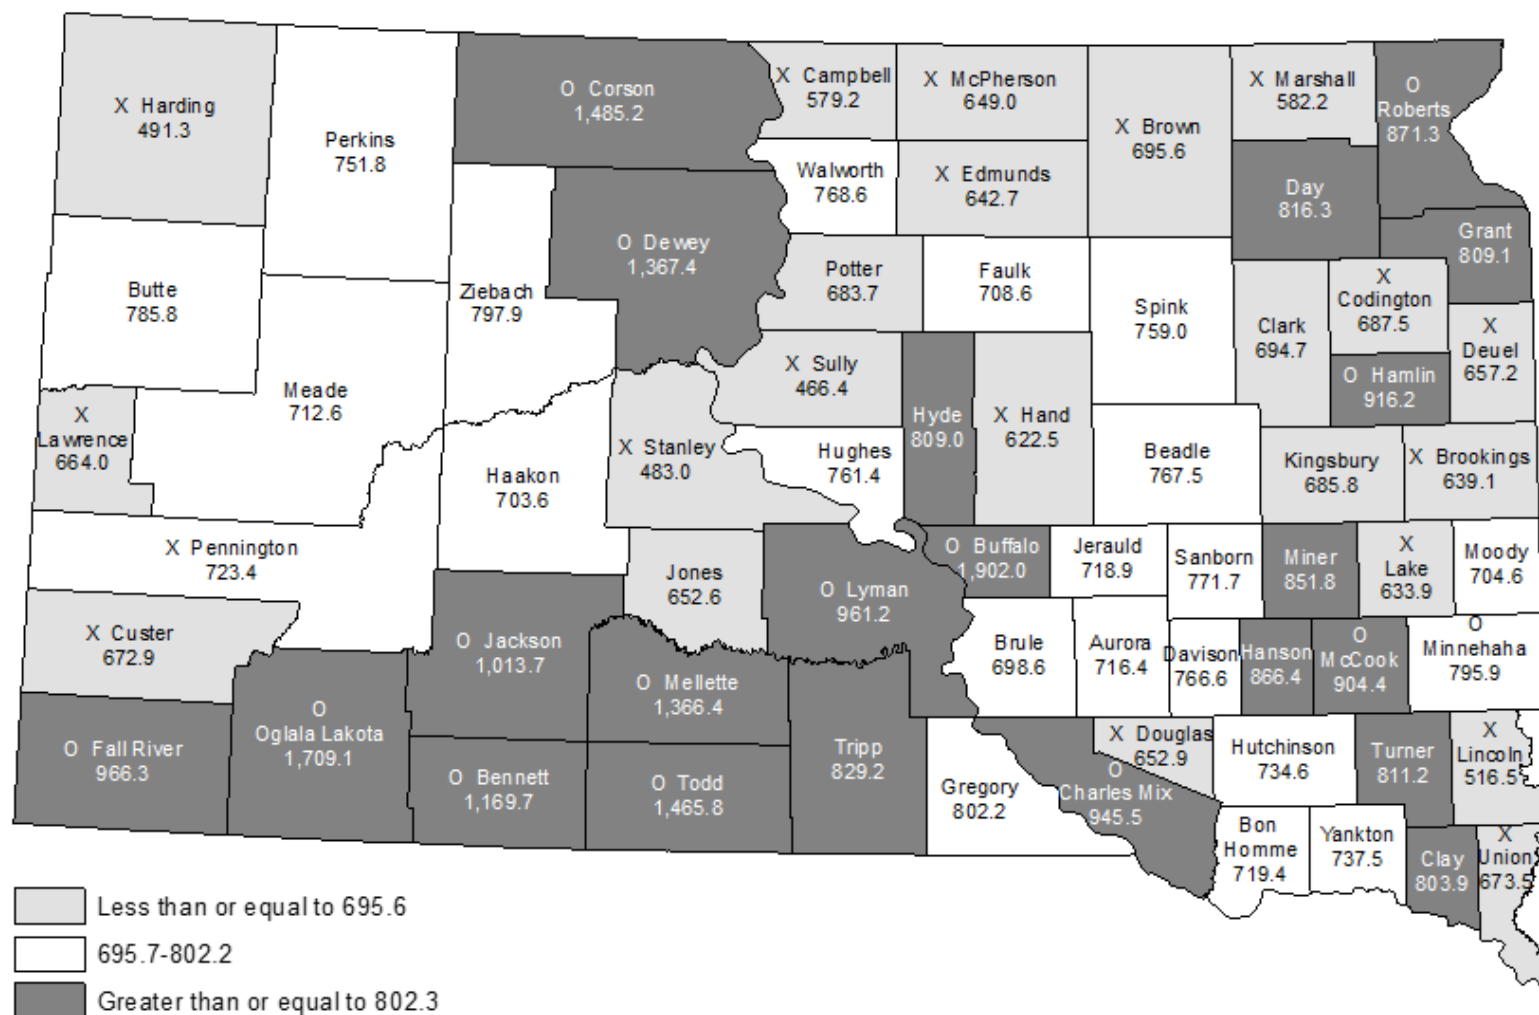 X Harding
491.3
Perkins
751.8
O Corson
1,485.2
X Campbell
579.2
X McPherson
649.0
X Brown
695.6
X Marshall
582.2
O
Roberts
871.3
Walworth
768.6
X Edmunds
642.7
Day
816.3
Grant
809.1
Butte
785.8
Ziebach
797.9
O Dewey
1,367.4
Potter
683.7
Faulk
708.6
Spink
759.0
Clark
694.7
X
Codington
687.5
X
Deuel
657.2
O Hamlin
916.2
Meade
712.6
X Sully
466.4
Hyde
809.0
X Hand
622.5
X
Lawrence
664.0
Haakon
703.6
X Stanley
483.0
Hughes
761.4
Beadle
767.5
Kingsbury
685.8
X Brookings
639.1
X Pennington
723.4
Jones
652.6
O Lyman
961.2
O Buffalo
1,902.0
Jerauld
718.9
Sanborn
771.7
Miner
851.8
X
Lake
633.9
Moody
704.6
X Custer
672.9
O Jackson
1,013.7
O Mellette
1,366.4
Brule
698.6
Aurora
716.4
Davison
766.6
Hanson
866.4
O
McCook
904.4
O
Minnehaha
795.9
O Fall River
966.3
O
Oglala Lakota
1,709.1
O Bennett
1,169.7
O Todd
1,465.8
Tripp
829.2
Gregory
802.2
O
Charles Mix
945.5
X Douglas
652.9
Hutchinson
734.6
Turner
811.2
X
Lincoln
516.5
Bon
Homme
719.4
Yankton
737.5
Clay
803.9
X
Union
673.5
Less than or equal to 695.6
695.7-802.2
Greater than or equal to 802.3